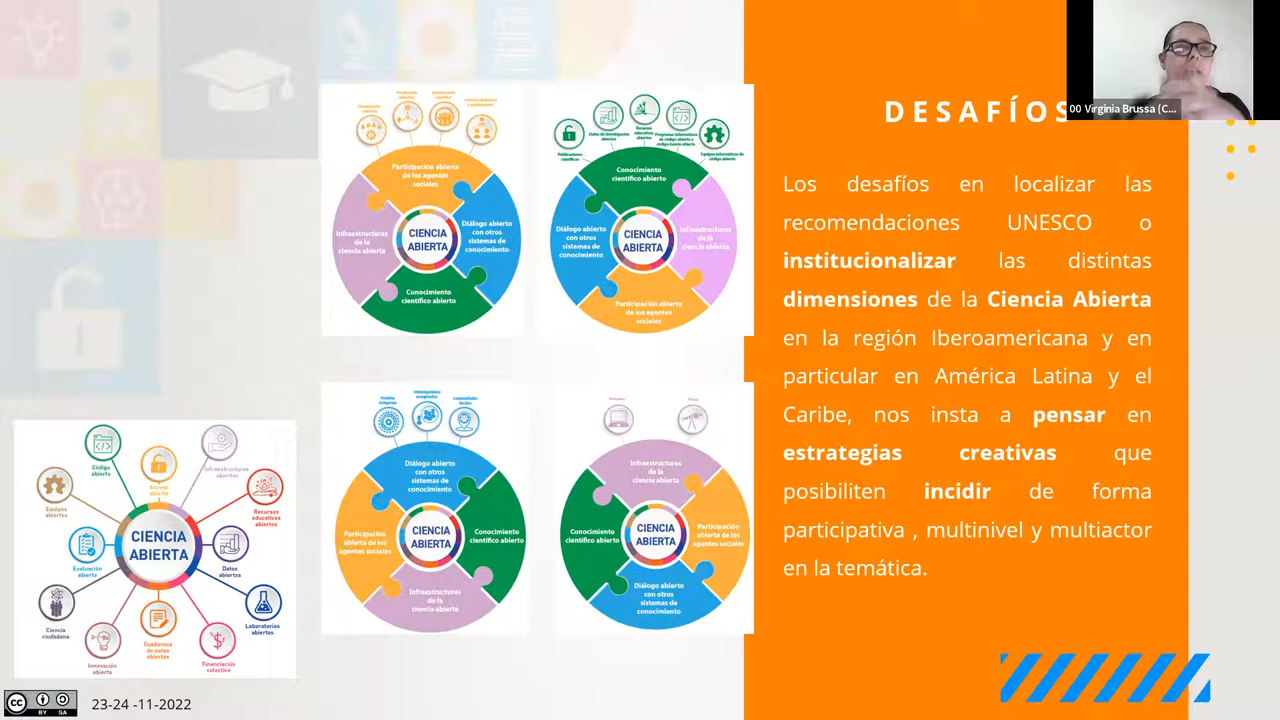 Participación abierta
de los agentes
sociales
Infraestructuras
de la
ciencia abierta
CIENCIA
ABIERTA
Diálogo abierto
con otros
sistemas de
conocimiento
Conocimiento
científico abierto
Publicaciones
científicas
Conocimiento
científico abierto
Diálogo abierto
con otros
sistemas de
conocimiento
CIENCIA
ABIERTA
Infraestructuras
de la
ciencia abierta
Participación abierta
de los agentes
sociales
Diálogo abierto
con otros
sistemas de
conocimiento
Participación
abierta de los
agentes sociales
CIENCIA
ABIERTA
Conocimiento
científico abierto
Infraestructuras
de la
ciencia abierta
Infraestructuras
de la
ciencia abierta
Conocimiento
científico abierto
CIENCIA
ABIERTA
Participación
abierta de los
agentes sociales
Diálogo abierto
con otros
sistemas de
conocimiento
Código
abierto
Acceso
abierto
Infraestructuras
abiertas
Equipos
abiertos
Recursos
educativos
abiertos
CIENCIA
ABIERTA
Evaluación
abierta
Datos
abiertos
Ciencia
ciudadana
Cuadernos
de notas
abiertos
Laboratorios
abiertos
Innovación
abierta
Financiación
colectiva
BY SA
23-24 -11-2022
DESAFÍOS
00 Virginia Brussa (C...
Los desafíos en localizar las
recomendaciones UNESCO o
institucionalizar las distintas
dimensiones de la Ciencia Abierta
en la región Iberoamericana y en
particular en América Latina y el
Caribe, nos insta a pensar en
estrategias creativas que
posibiliten incidir de forma
participativa , multinivel y multiactor
en la temática.